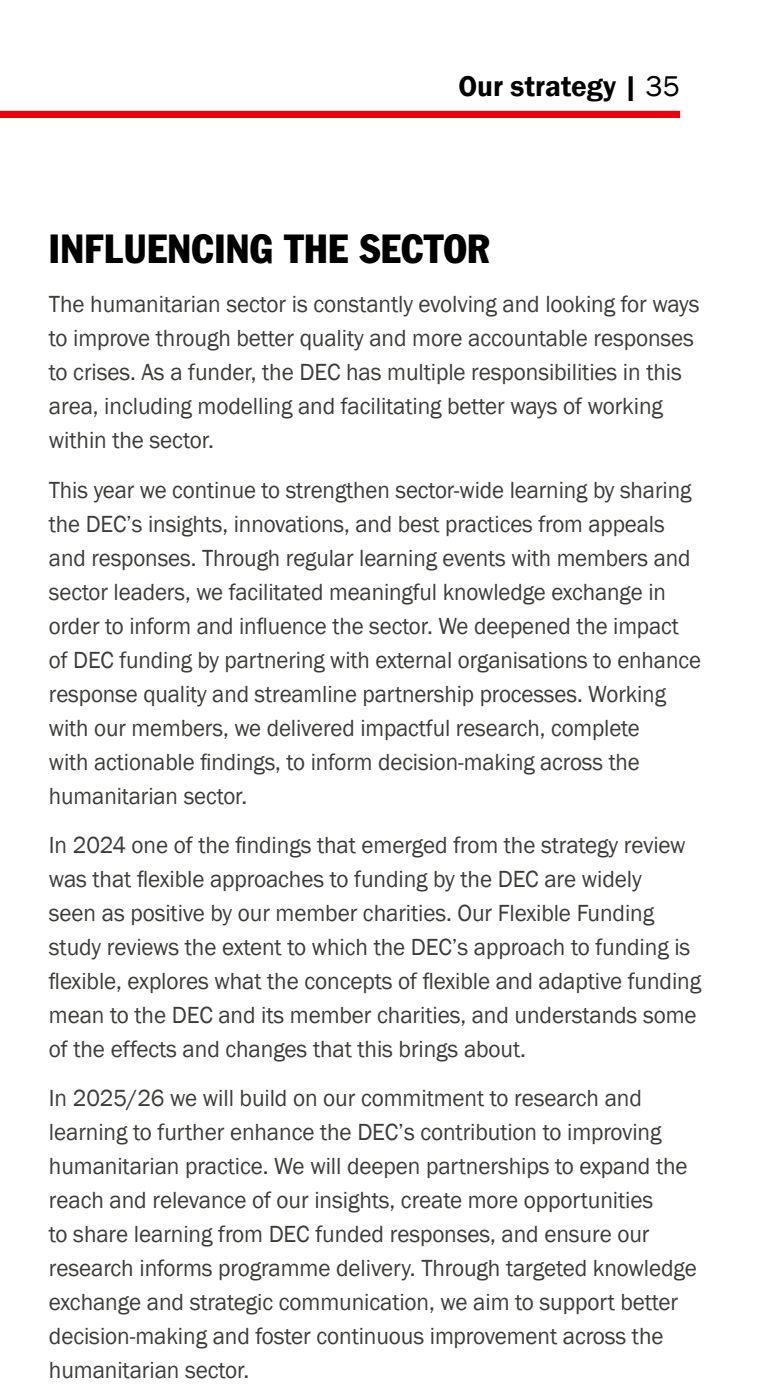 Our strategy | 35
INFLUENCING THE SECTOR
The humanitarian sector is constantly evolving and looking for ways
to improve through better quality and more accountable responses
to crises. As a funder, the DEC has multiple responsibilities in this
area, including modelling and facilitating better ways of working
within the sector.
This year we continue to strengthen sector-wide learning by sharing
the DEC’s insights, innovations, and best practices from appeals
and responses. Through regular learning events with members and
sector leaders, we facilitated meaningful knowledge exchange in
order to inform and influence the sector. We deepened the impact
of DEC funding by partnering with external organisations to enhance
response quality and streamline partnership processes. Working
with our members, we delivered impactful research, complete
with actionable findings, to inform decision-making across the
humanitarian sector.
In 2024 one of the findings that emerged from the strategy review
was that flexible approaches to funding by the DEC are widely
seen as positive by our member charities. Our Flexible Funding
study reviews the extent to which the DEC’s approach to funding is
flexible, explores what the concepts of flexible and adaptive funding
mean to the DEC and its member charities, and understands some
of the effects and changes that this brings about.
In 2025/26 we will build on our commitment to research and
learning to further enhance the DEC’s contribution to improving
humanitarian practice. We will deepen partnerships to expand the
reach and relevance of our insights, create more opportunities
to share learning from DEC funded responses, and ensure our
research informs programme delivery. Through targeted knowledge
exchange and strategic communication, we aim to support better
decision-making and foster continuous improvement across the
humanitarian sector.